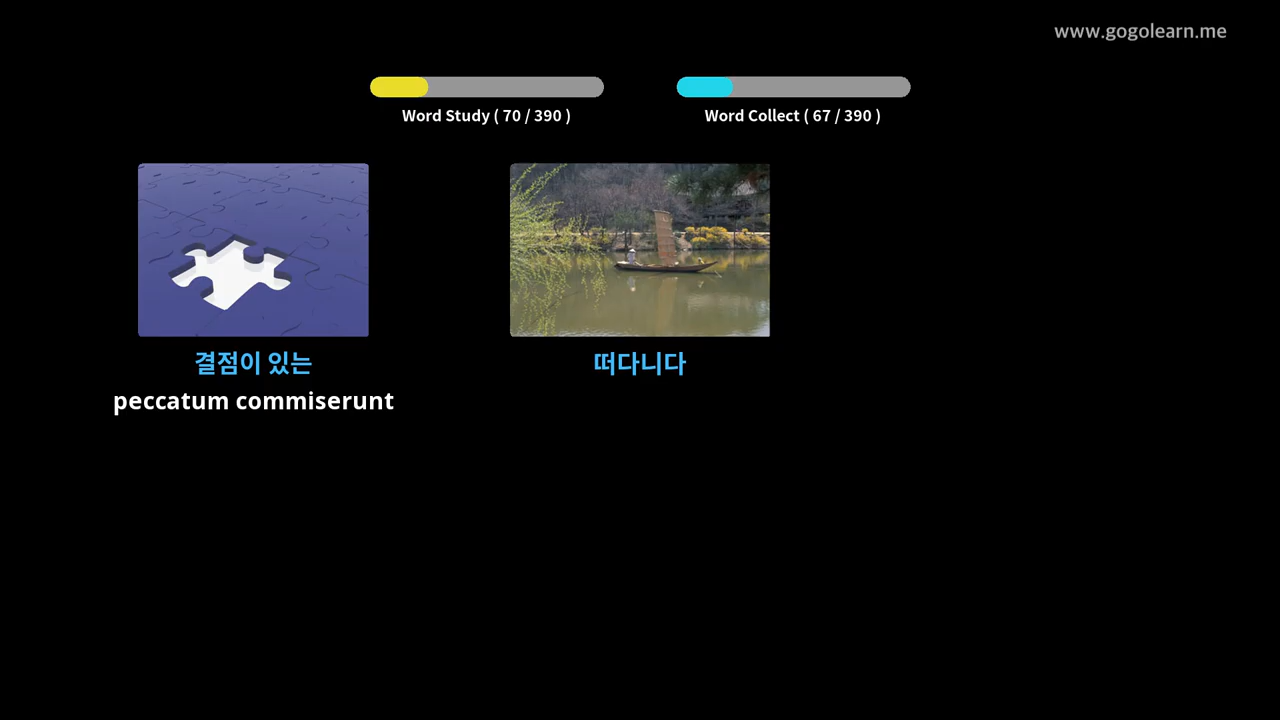 www.gogolearn.me
Word Study ( 70 / 390 )
Word Collect ( 67 / 390 )
결점이 있는
peccatum commiserunt
떠다니다